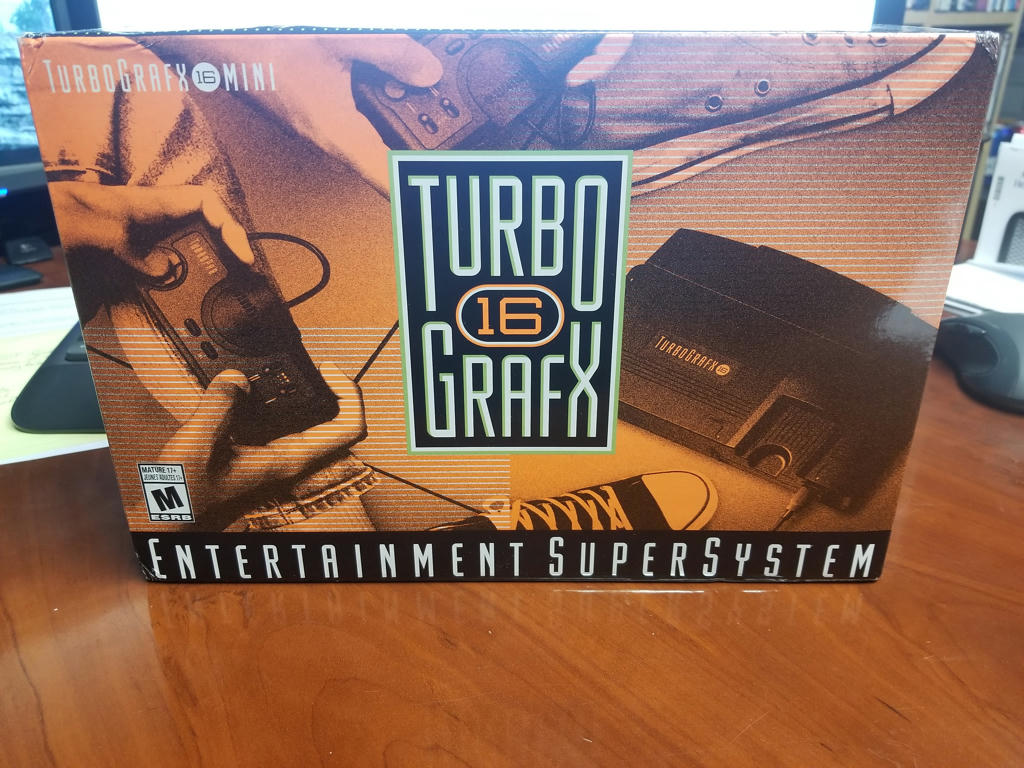 TURBOGRAFX 16 MINI
TURBO
16
GRAFX
TURBOGRAFX 16
MATURE 17+
JEUNES ADULTES 17+
M
ESRB
ENTERTAINMENT SUPERSYSTEM